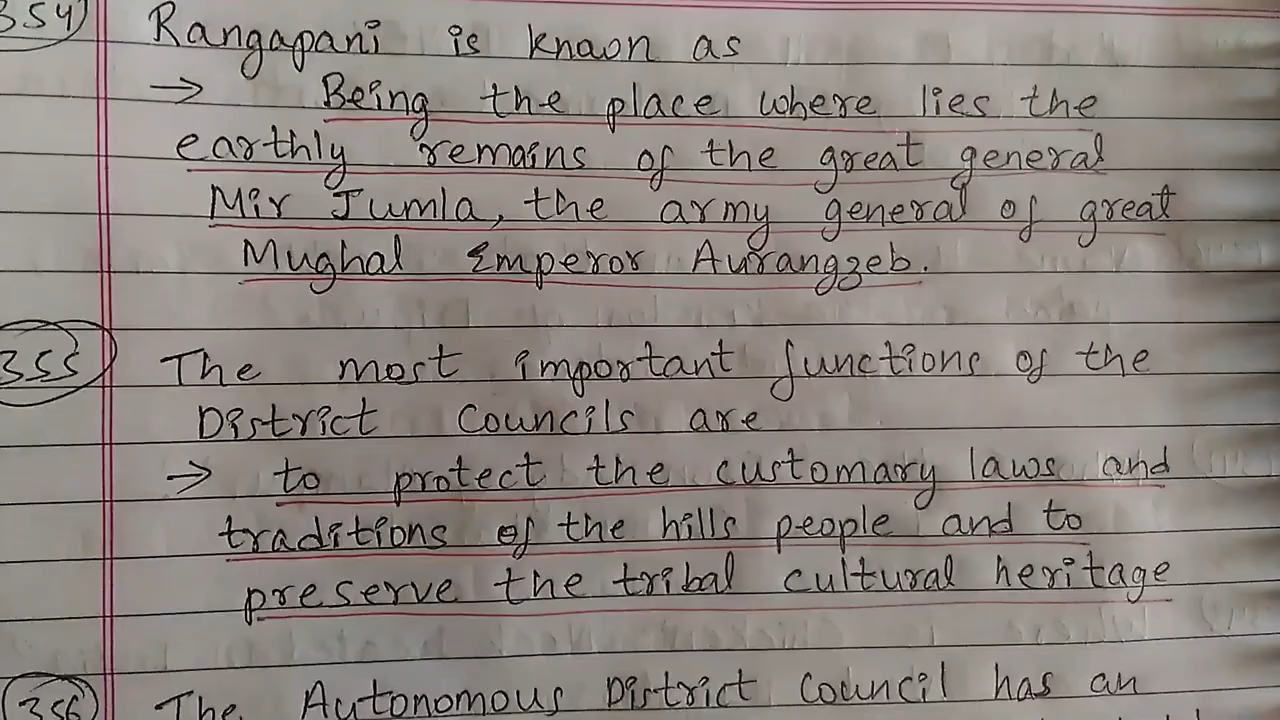 354) Rangapani is knaon as
→ Being the place where lies the
earthly remains of the great general
Mir Jumla, the army general of great
Mughal Emperor Aurangzeb.
355 The most important functions of the
District Councils are
→ to protect the customary laws and
traditions of the hills people and to
preserve the tribal cultural heritage
356 The Autonomous District Council has an